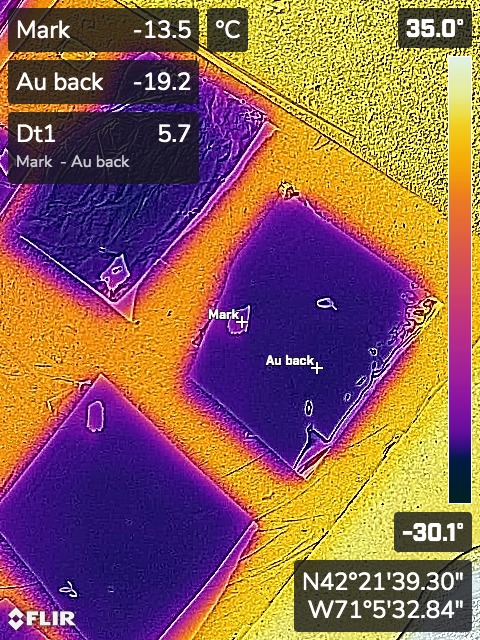 Mark -13.5 °C
35.0°
Au back -19.2
Dt1 5.7
Mark - Au back
Mark
Au back
-30.1°
N42°21'39.30"
W71°5'32.84"
FLIR